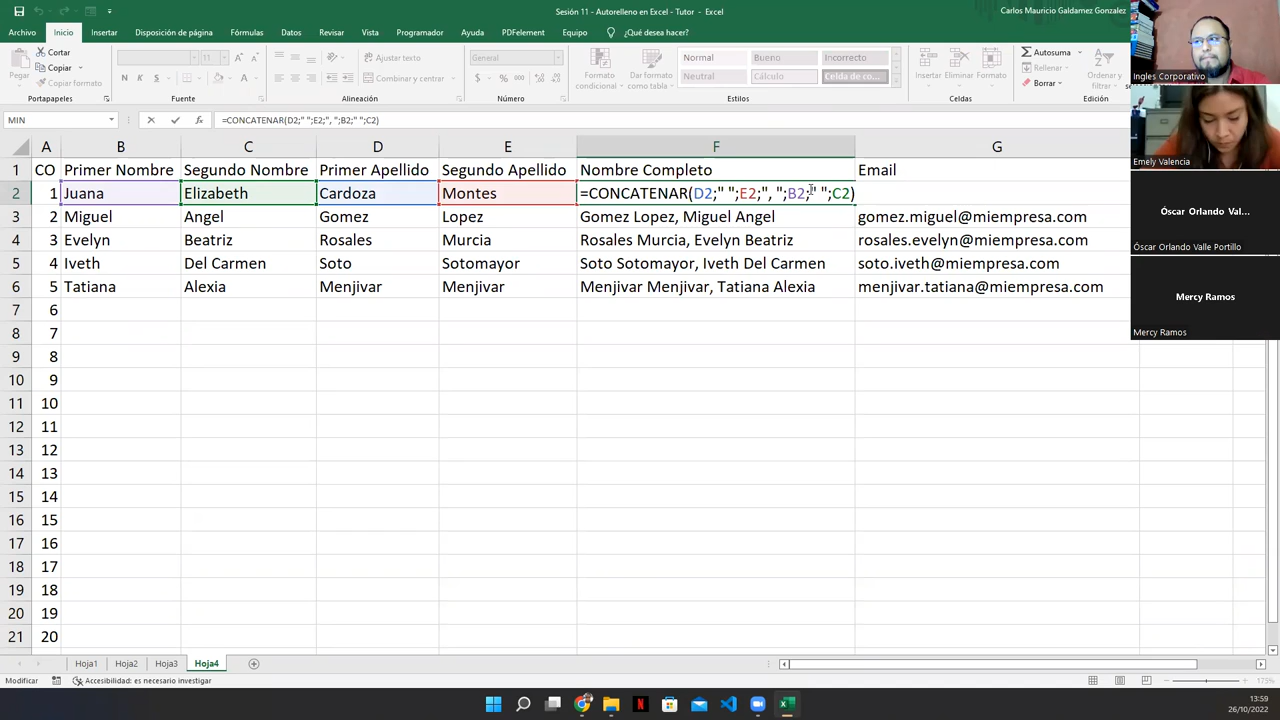 Sesión 11 - Autorelleno en Excel - Tutor - Excel
Carlos Mauricio Galdamez Gonzalez
Archivo Inicio Insertar Disposición de página Fórmulas Datos Revisar Vista Programador Ayuda PDFelement Equipo ¿Qué desea hacer?
Pegar
Cortar
Copiar
Copiar formato
11
Ajustar texto
General
N K S
Combinar y centrar
Formato condicional
Dar formato como tabla
Normal Bueno Incorrecto
Neutral Cálculo Celda de co...
Insertar Eliminar Formato
Autosuma
Rellenar
Borrar
Ordenar y filtrar
Portapapeles Fuente Alineación Número Estilos Celdas Edición
MIN =CONCATENAR(D2;" ";E2;", ";B2;" ";C2)
A B C D E F G
1 CO Primer Nombre Segundo Nombre Primer Apellido Segundo Apellido Nombre Completo Email
2 1 Juana Elizabeth Cardoza Montes =CONCATENAR(D2;" ";E2;", ";B2;" ";C2)
3 2 Miguel Angel Gomez Lopez Gomez Lopez, Miguel Angel gomez.miguel@miempresa.com
4 3 Evelyn Beatriz Rosales Murcia Rosales Murcia, Evelyn Beatriz rosales.evelyn@miempresa.com
5 4 Iveth Del Carmen Soto Sotomayor Soto Sotomayor, Iveth Del Carmen soto.iveth@miempresa.com
6 5 Tatiana Alexia Menjivar Menjivar Menjivar Menjivar, Tatiana Alexia menjivar.tatiana@miempresa.com
7 6
8 7
9 8
10 9
11 10
12 11
13 12
14 13
15 14
16 15
17 16
18 17
19 18
20 19
21 20
Ingles Corporativo
Emely Valencia
Óscar Orlando Val...
Óscar Orlando Valle Portillo
Mercy Ramos
Mercy Ramos
Hoja1 Hoja2 Hoja3 Hoja4
Modificar Accesibilidad: es necesario investigar
173%
13:59
26/10/2022